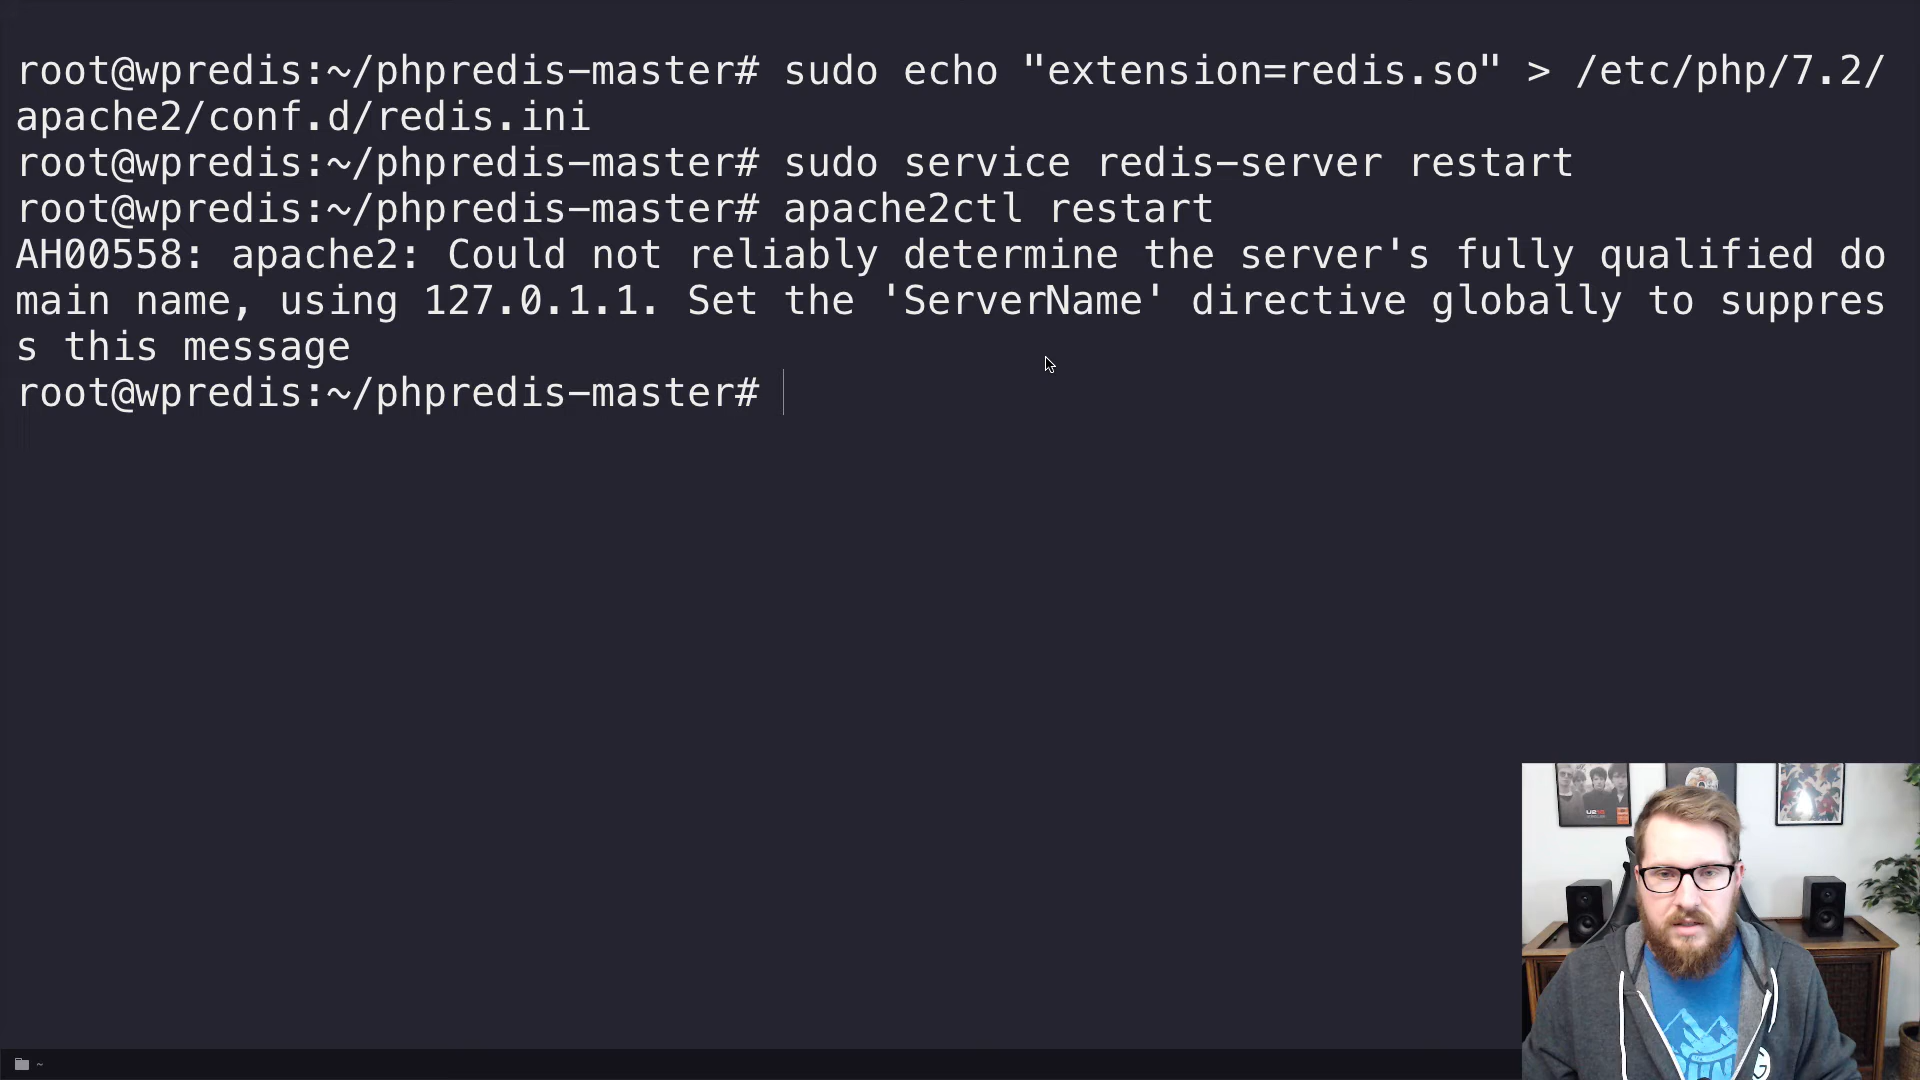 root@wpredis:~/phpredis-master# sudo echo "extension=redis.so" > /etc/php/7.2/
apache2/conf.d/redis.ini
root@wpredis:~/phpredis-master# sudo service redis-server restart
root@wpredis:~/phpredis-master# apache2ctl restart
AH00558: apache2: Could not reliably determine the server's fully qualified do
main name, using 127.0.1.1. Set the 'ServerName' directive globally to suppres
s this message
root@wpredis:~/phpredis-master#
~